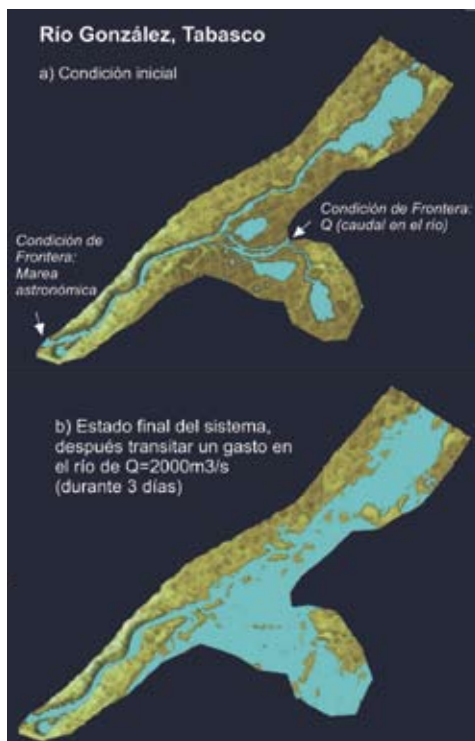 Río González, Tabasco
a) Condición inicial
Condición de Frontera:
Q (caudal en el río)
Condición de
Frontera:
Marea
astronómica
b) Estado final del sistema,
después transitar un gasto en
el río de Q=2000m3/s
(durante 3 días)